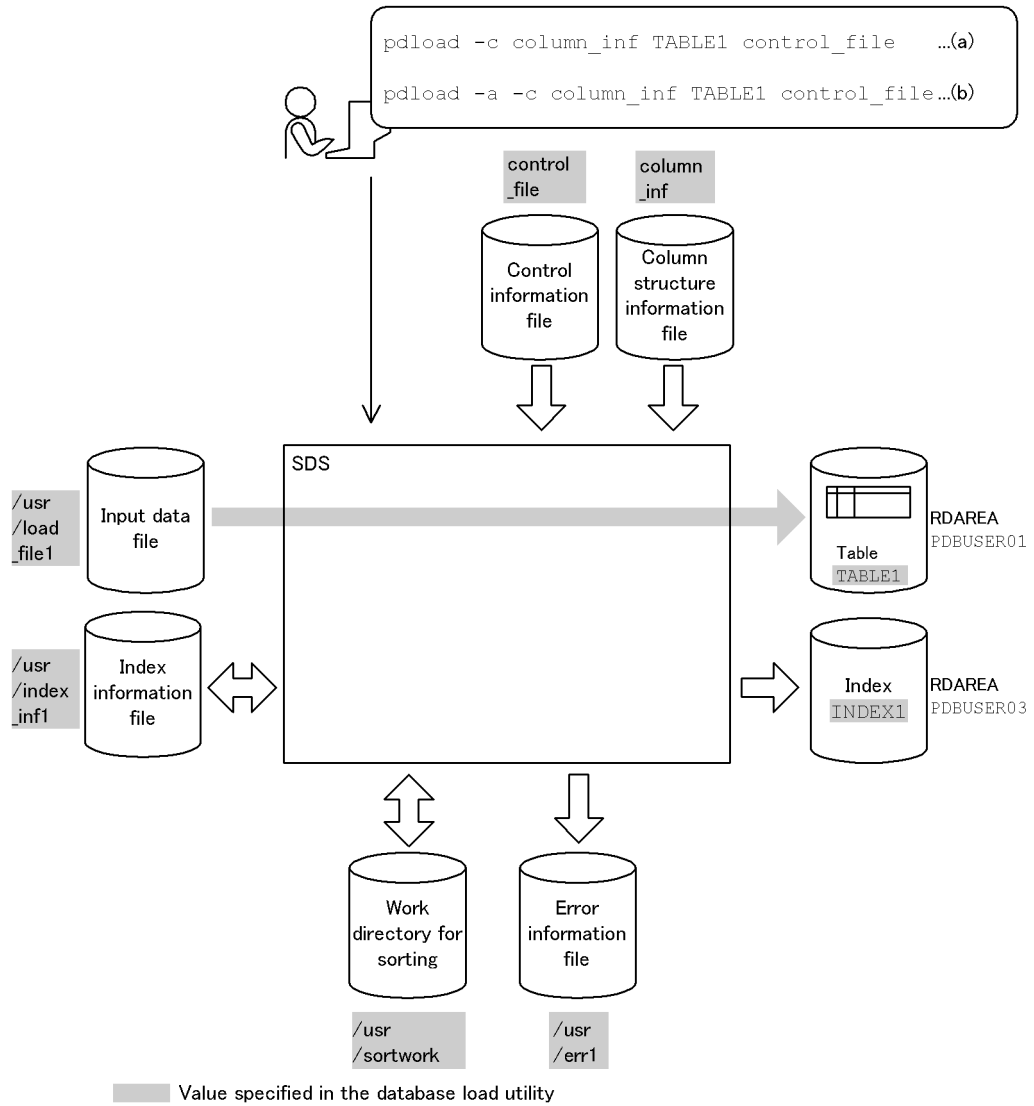 pdload -c column_inf TABLE1 control_file ...(a)
pdload -a -c column_inf TABLE1 control_file...(b)
control
_file
column
_inf
Control
information
file
Column
structure
information
file
SDS
/usr
/load
_file1
Input data
file
Table
TABLE1
RDAREA
PDBUSER01
/usr
/index
_inf1
Index
information
file
Index
INDEX1
RDAREA
PDBUSER03
Work
directory for
sorting
Error
information
file
/usr
/sortwork
/usr
/err1
Value specified in the database load utility